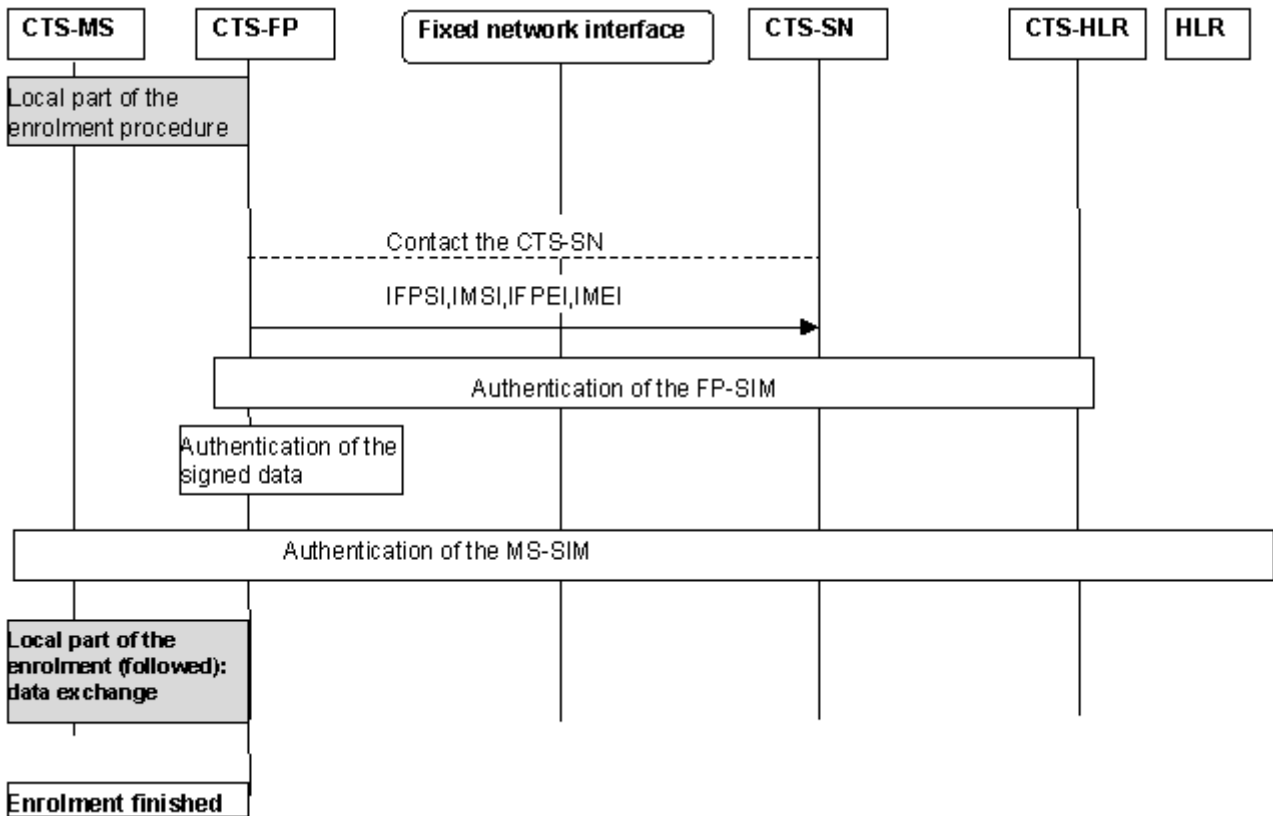 CTS-MS
CTS-FP
Fixed network interface
CTS-SN
CTS-HLR
HLR
Local part of the
enrolment procedure
Contact the CTS-SN
IFPSI,IMSI,IFPEI,IMEI
Authentication of the FP-SIM
Authentication of the
signed data
Authentication of the MS-SIM
Local part of the
enrolment (followed):
data exchange
Enrolment finished